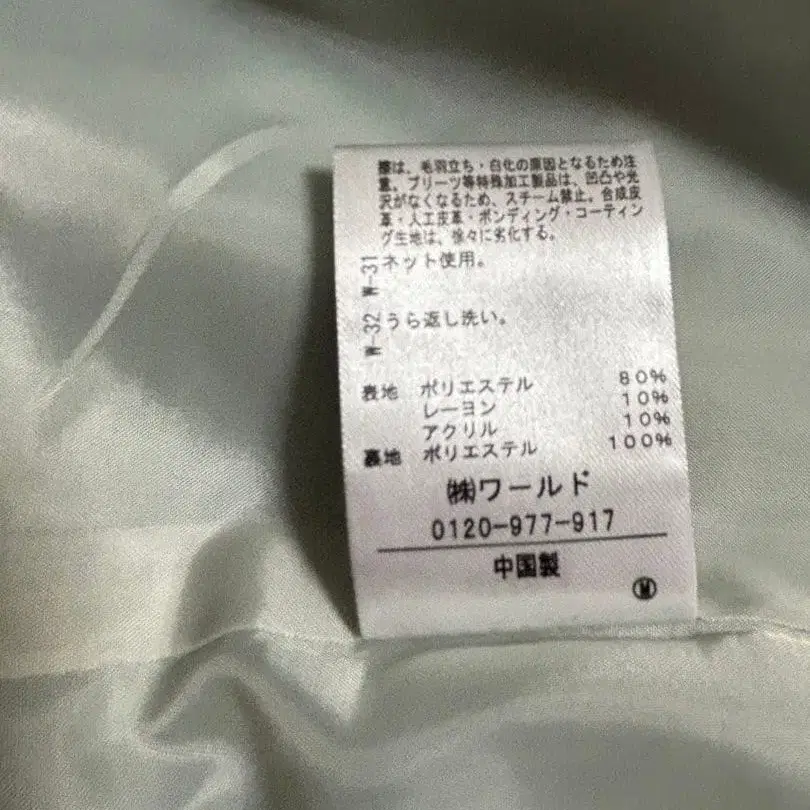 擦は、毛羽立ち・白化の原因となるため注
意。プリーツ等特殊加工製品は、凹凸や光
沢がなくなるため、スチーム禁止。合成皮
革・人工皮革・ボンディング・コーティン
グ生地は、徐々に劣化する。
W-31 ネット使用。
W-32 うら返し洗い。
表地 ポリエステル 80%
レーヨン 10%
アクリル 10%
裏地 ポリエステル 100%
㈱ワールド
0120-977-917
中国製
Ⓜ